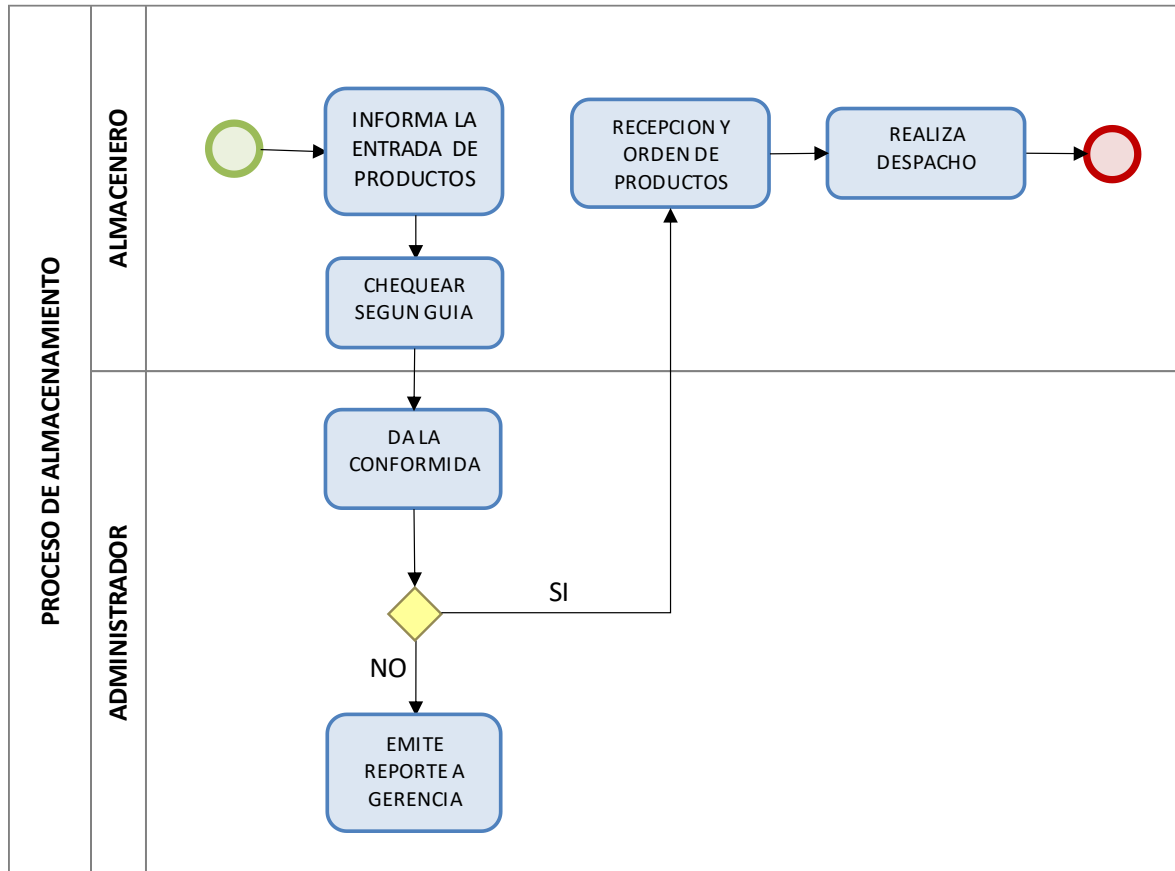 PROCESO DE ALMACENAMIENTO
ALMACENERO
INFORMA LA
ENTRADA DE
PRODUCTOS
CHEQUEAR
SEGUN GUIA
RECEPCION Y
ORDEN DE
PRODUCTOS
REALIZA
DESPACHO
ADMINISTRADOR
DA LA
CONFORMIDA
SI
NO
EMITE
REPORTE A
GERENCIA